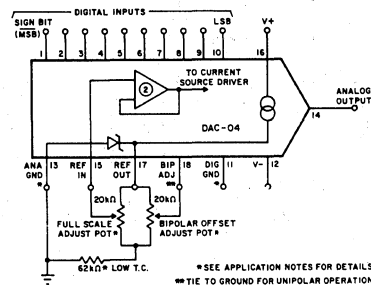 DIGITAL INPUTS
SIGN BIT
(MSB)
LSB
V+
1 2 3 4 5 6 7 8 9 10 16
TO CURRENT
SOURCE DRIVER
2
ANALOG
OUTPUT
14
DAC-04
ANA GND * 13
REF IN 15
REF OUT 17
BIP ADJ ** 18
DIG GND * 11
V- 12
20kΩ 20kΩ
FULL SCALE
ADJUST POT*
BIPOLAR OFFSET
ADJUST POT*
62kΩ* LOW T.C.
*SEE APPLICATION NOTES FOR DETAILS
**TIE TO GROUND FOR UNIPOLAR OPERATION